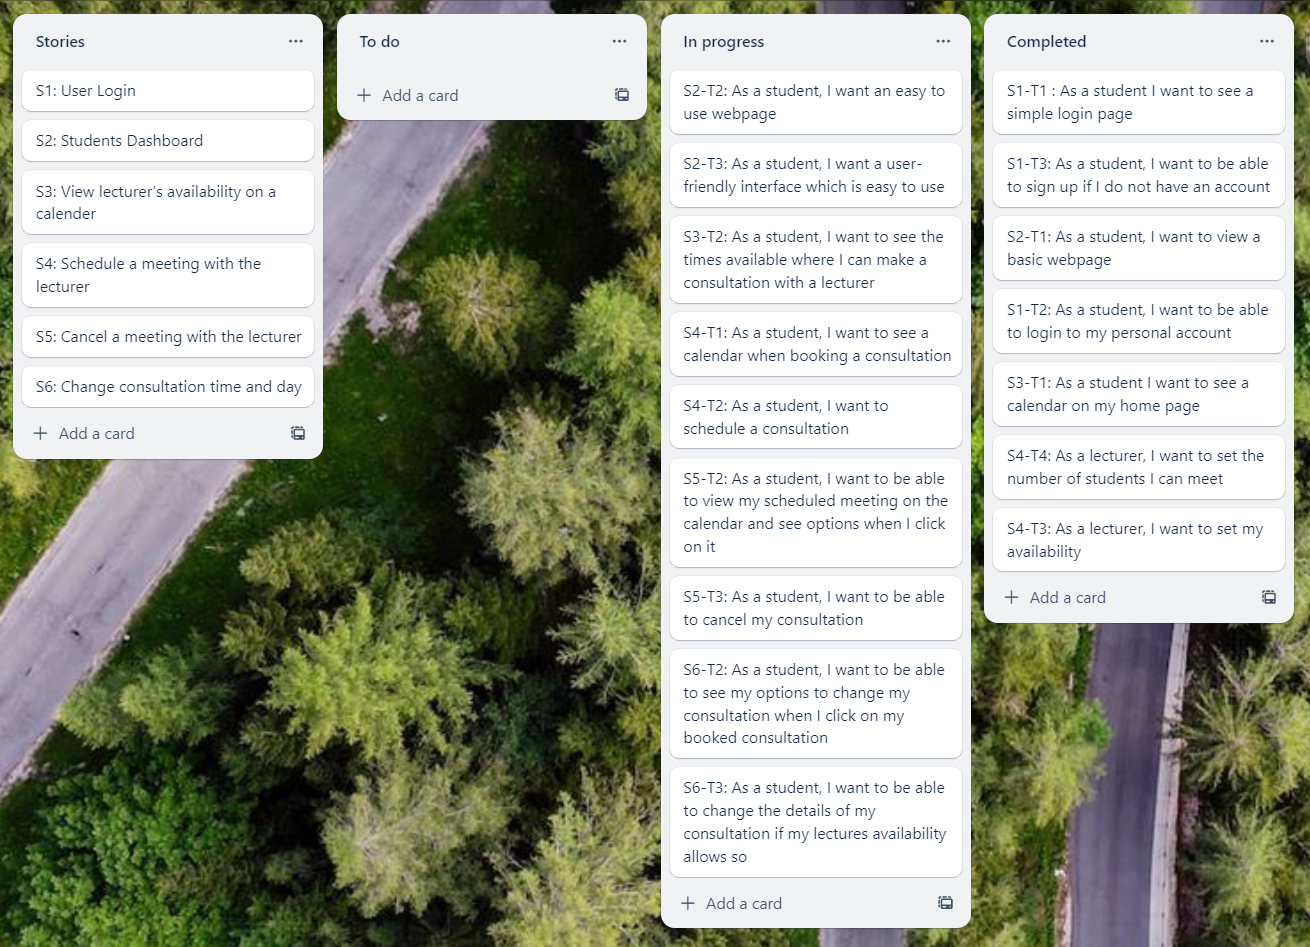 Stories
S1: User Login
S2: Students Dashboard
S3: View lecturer's availability on a
calender
S4: Schedule a meeting with the
lecturer
S5: Cancel a meeting with the lecturer
S6: Change consultation time and day
Add a card
To do
Add a card
In progress
S2-T2: As a student, I want an easy to
use webpage
S2-T3: As a student, I want a user-
friendly interface which is easy to use
S3-T2: As a student, I want to see the
times available where I can make a
consultation with a lecturer
S4-T1: As a student, I want to see a
calendar when booking a consultation
S4-T2: As a student, I want to
schedule a consultation
S5-T2: As a student, I want to be able
to view my scheduled meeting on the
calendar and see options when I click
on it
S5-T3: As a student, I want to be able
to cancel my consultation
S6-T2: As a student, I want to be able
to see my options to change my
consultation when I click on my
booked consultation
S6-T3: As a student, I want to be able
to change the details of my
consultation if my lectures availability
allows so
Add a card
Completed
S1-T1 : As a student I want to see a
simple login page
S1-T3: As a student, I want to be able
to sign up if I do not have an account
S2-T1: As a student, I want to view a
basic webpage
S1-T2: As a student, I want to be able
to login to my personal account
S3-T1: As a student I want to see a
calendar on my home page
S4-T4: As a lecturer, I want to set the
number of students I can meet
S4-T3: As a lecturer, I want to set my
availability
Add a card